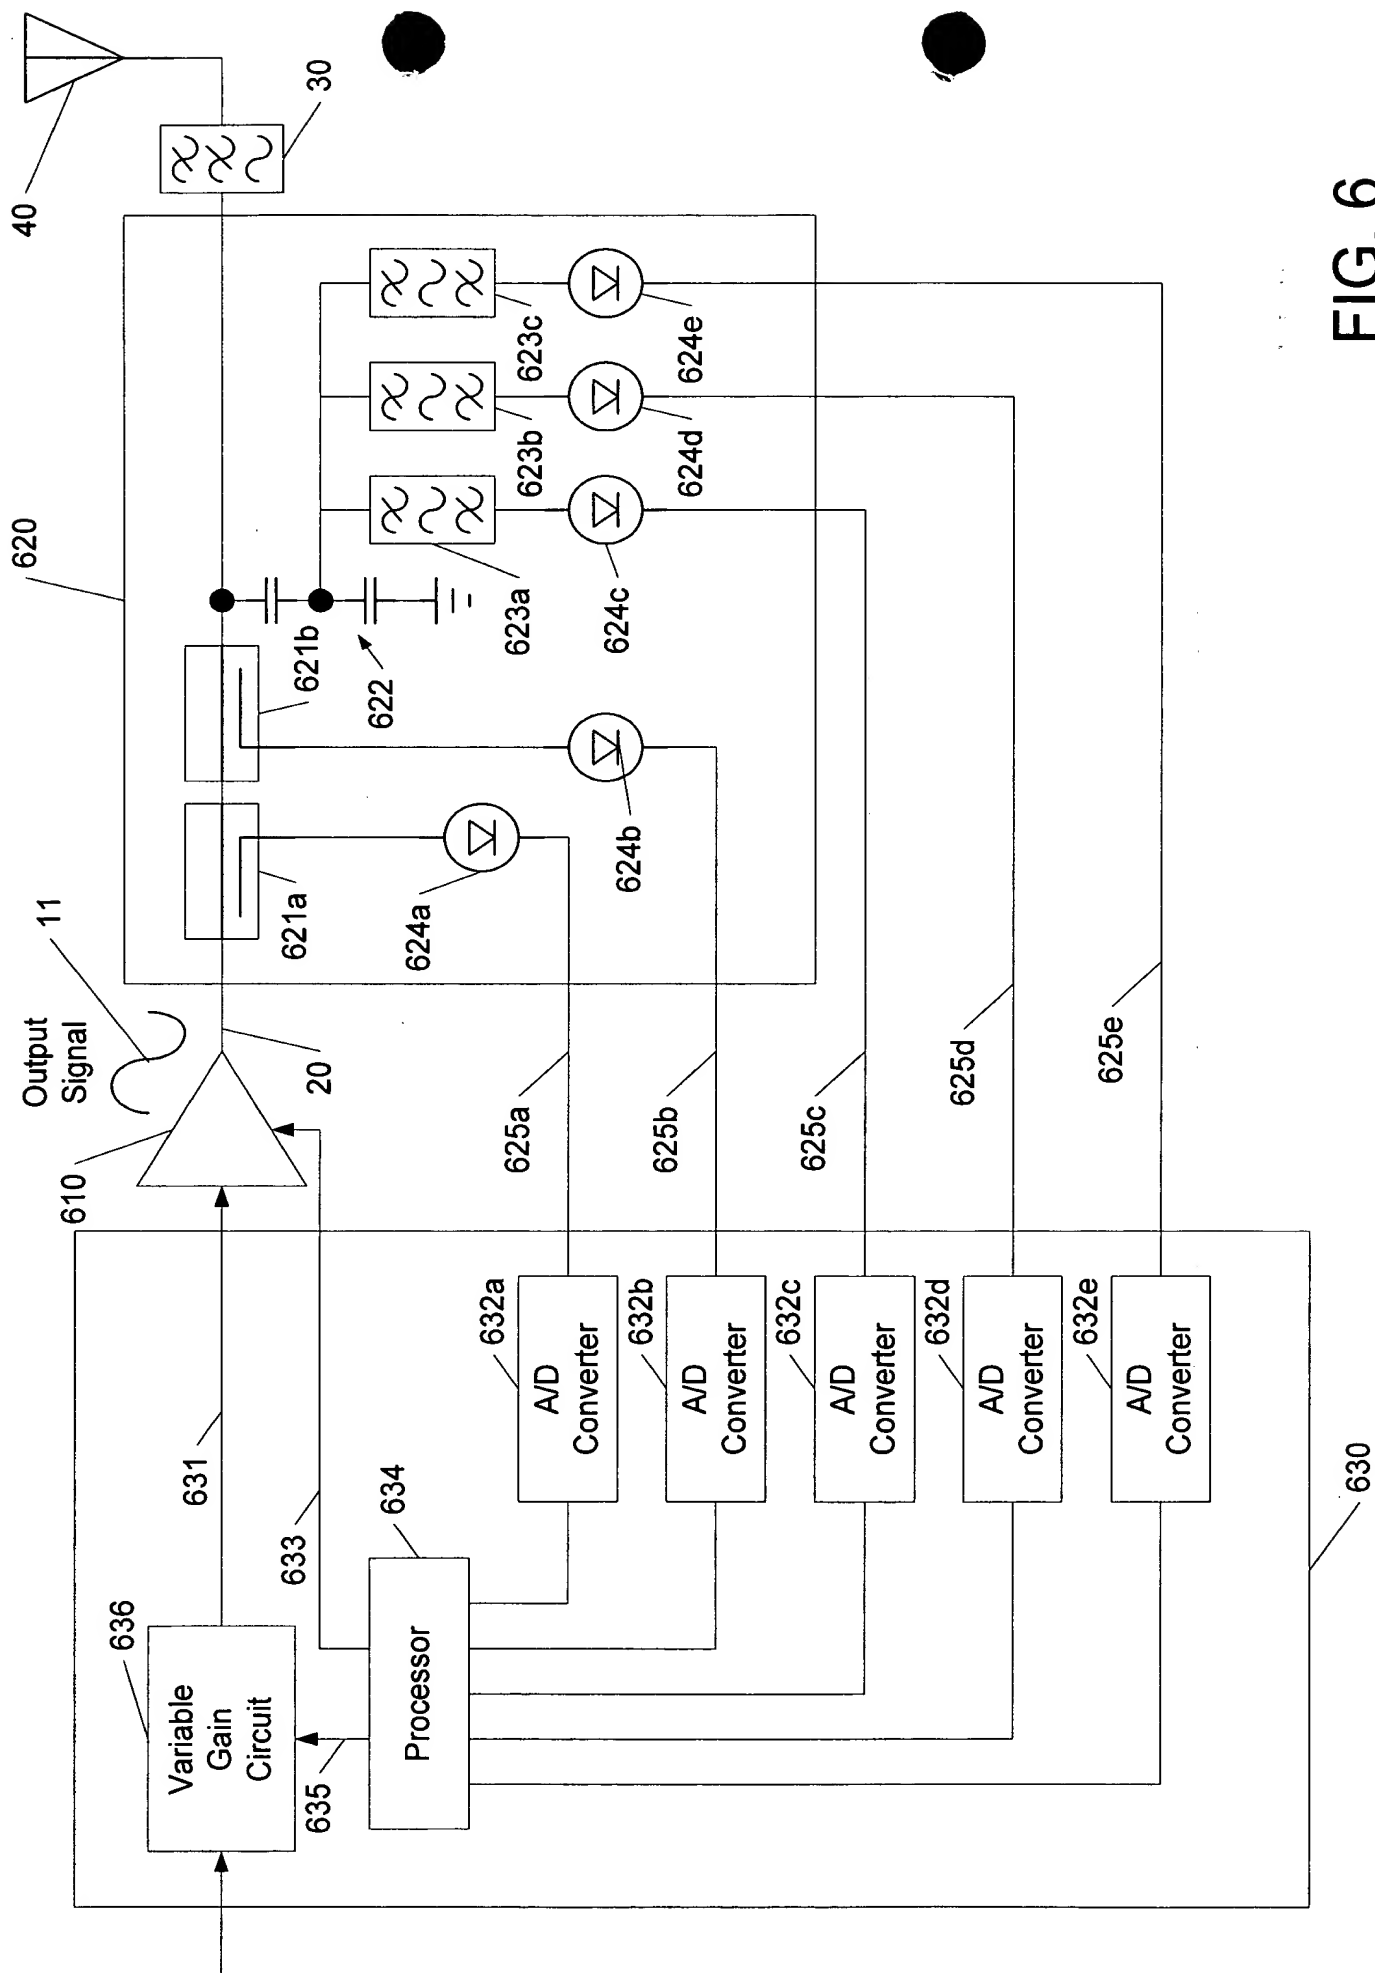 Output
Signal
11
40
30
620
610
20
621a
621b
622
623a
623b
623c
624a
624b
624c
624d
624e
625a
625b
625c
625d
625e
636
Variable
Gain
Circuit
631
633
635
634
Processor
632a
A/D
Converter
632b
A/D
Converter
632c
A/D
Converter
632d
A/D
Converter
632e
A/D
Converter
630
FIG. 6